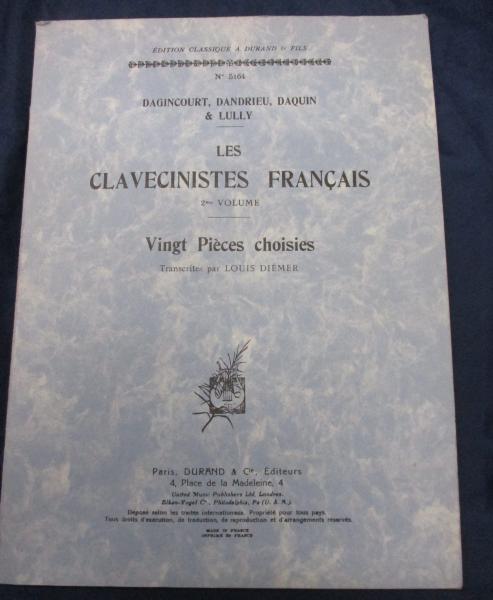 ÉDITION CLASSIQUE A. DURAND & FILS
Nº 5164
DAGINCOURT, DANDRIEU, DAQUIN
& LULLY
LES
CLAVECINISTES FRANÇAIS
2me VOLUME
Vingt Pièces choisies
Transcrites par LOUIS DIÉMER
Paris, DURAND & Cie, Éditeurs
4, Place de la Madeleine, 4
United Music Publishers Ltd. Londres.
Elkan-Vogel Co, Philadelphia, Pa (U. S. A.).
Déposé selon les traités internationaux. Propriété pour tous pays.
Tous droits d'exécution, de traduction, de reproduction et d'arrangements réservés.
MADE IN FRANCE
IMPRIMÉ EN FRANCE